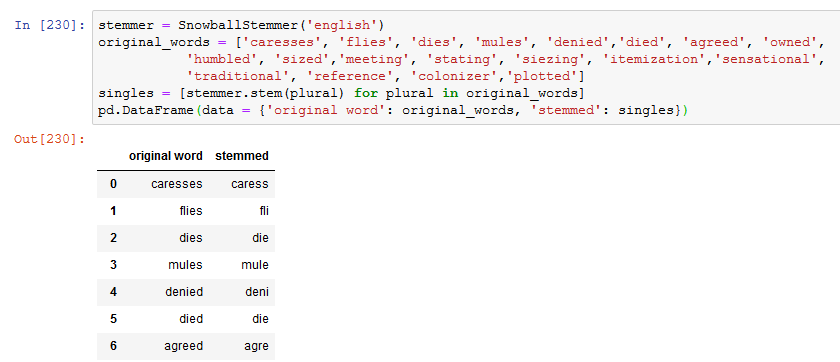 In [230]: stemmer = SnowballStemmer('english')
original_words = ['caresses', 'flies', 'dies', 'mules', 'denied','died', 'agreed', 'owned',
'humbled', 'sized','meeting', 'stating', 'siezing', 'itemization','sensational',
'traditional', 'reference', 'colonizer','plotted']
singles = [stemmer.stem(plural) for plural in original_words]
pd.DataFrame(data = {'original word': original_words, 'stemmed': singles})
Out[230]:
original word stemmed
0 caresses caress
1 flies fli
2 dies die
3 mules mule
4 denied deni
5 died die
6 agreed agre